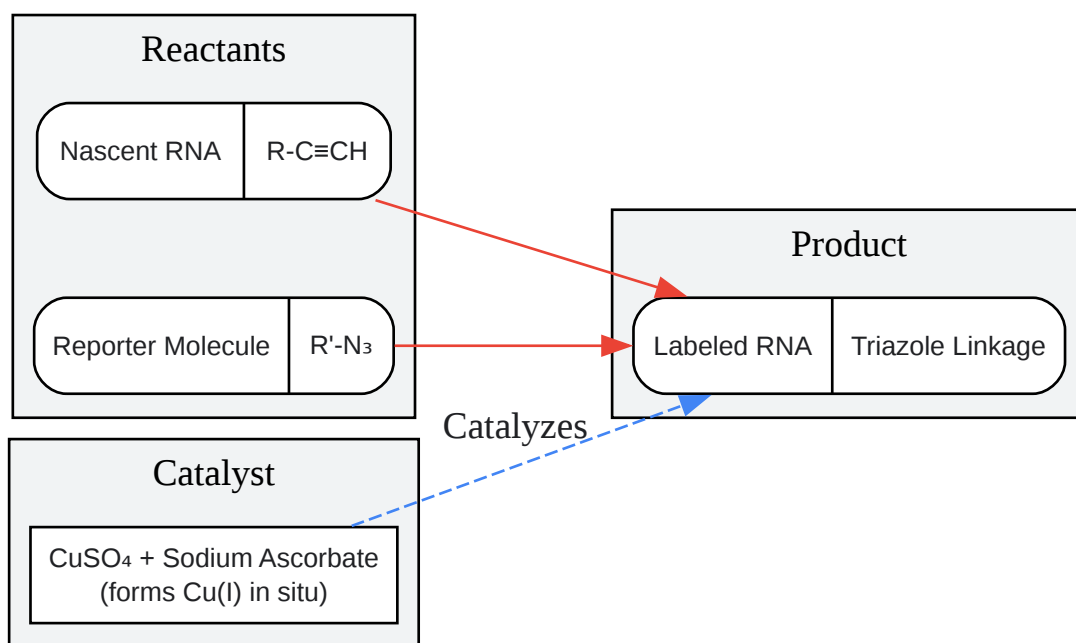 Reactants
Nascent RNA
R-C≡CH
Reporter Molecule
R'-N₃
Product
Labeled RNA
Triazole Linkage
Catalyzes
Catalyst
CuSO₄ + Sodium Ascorbate
(forms Cu(I) in situ)